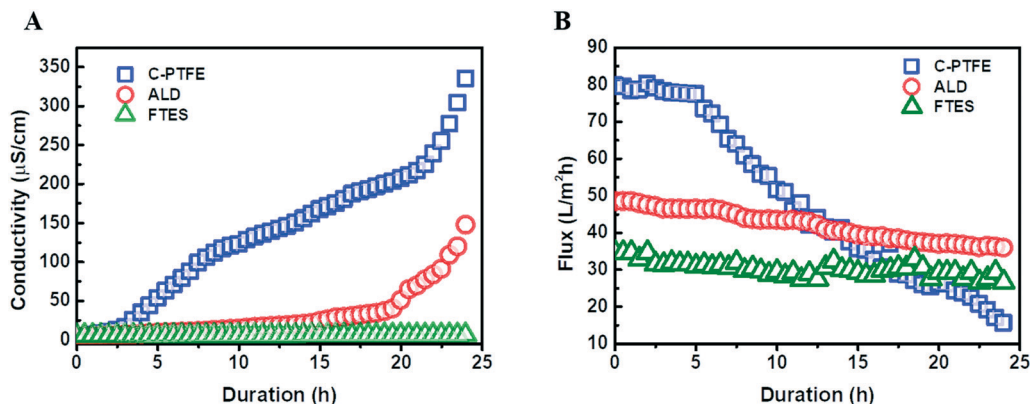 A
Conductivity (μS/cm)
350
300
250
200
150
100
50
0
C-PTFE
ALD
FTES
0 5 10 15 20 25
Duration (h)
B
Flux (L/m²h)
90
80
70
60
50
40
30
20
10
C-PTFE
ALD
FTES
0 5 10 15 20 25
Duration (h)